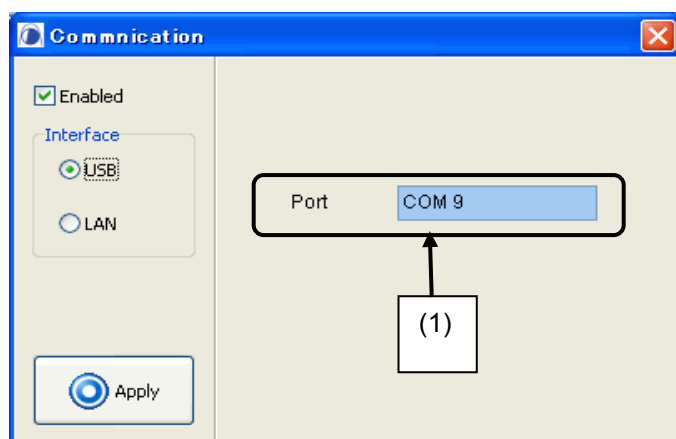 Commnication
Enabled
Interface
USB
LAN
Port COM 9
(1)
Apply